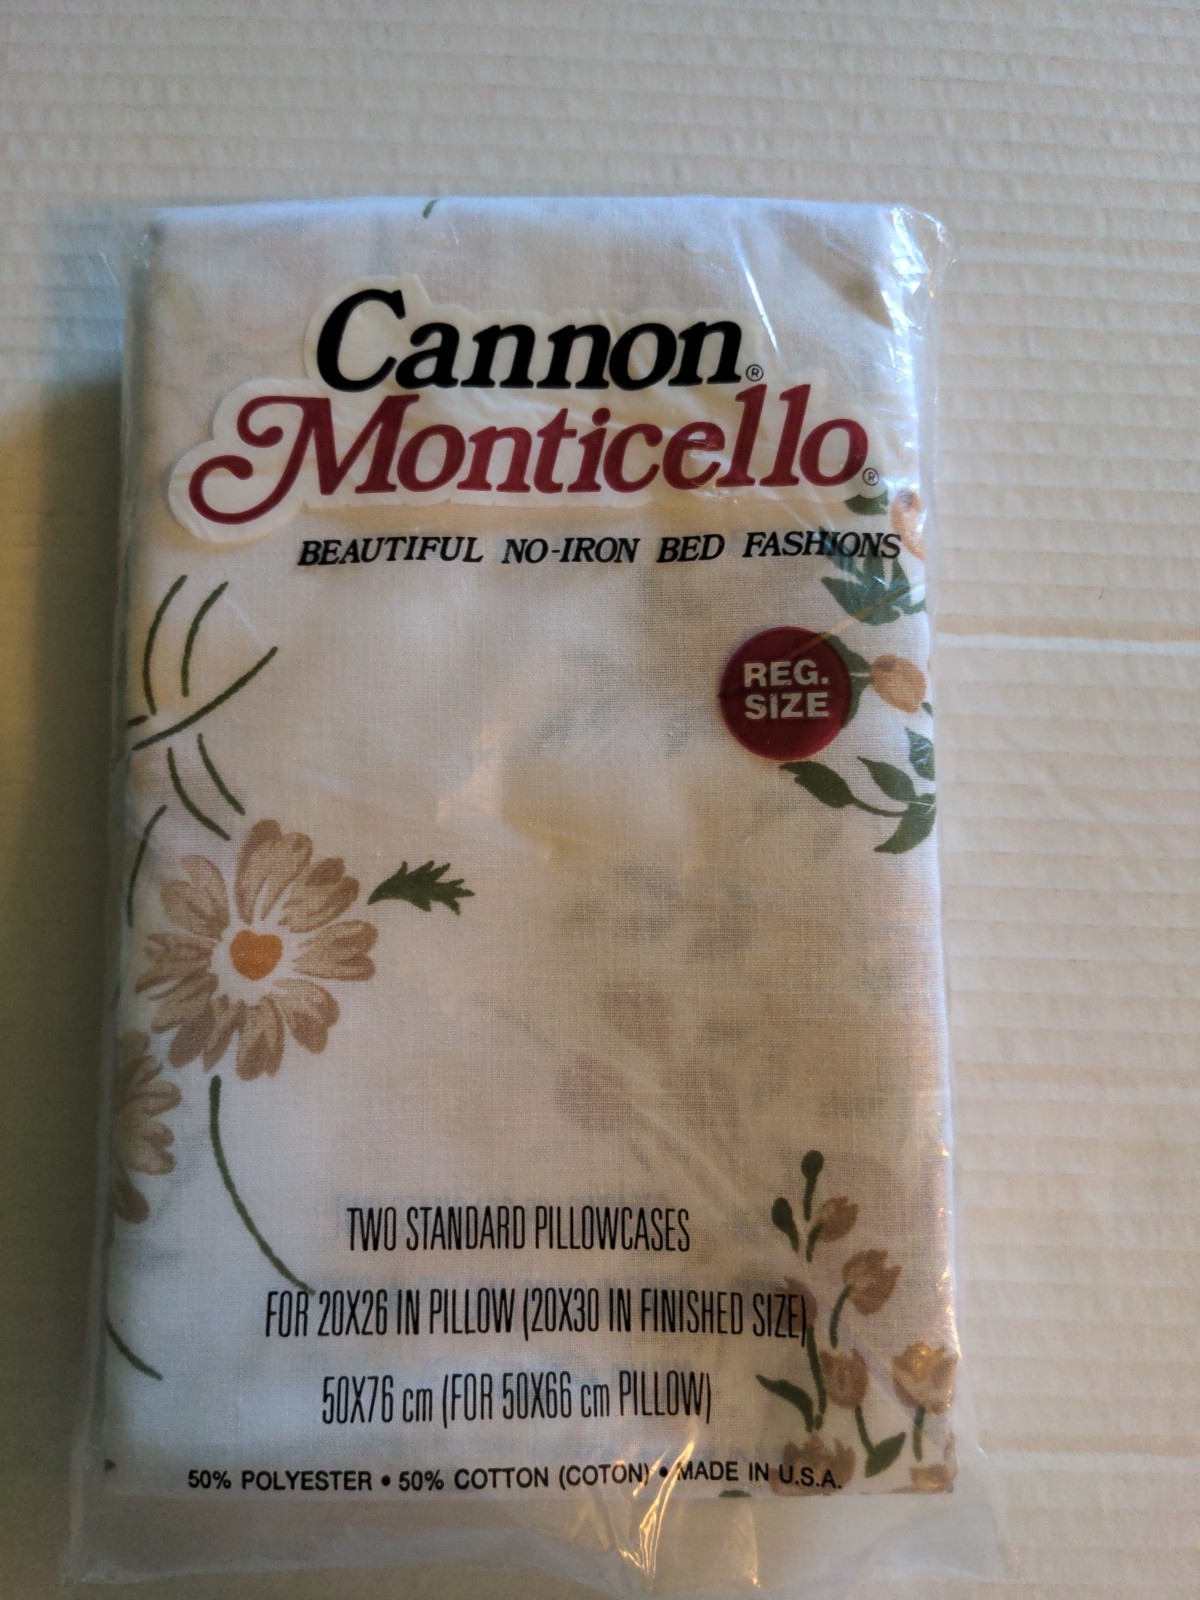 Cannon®
Monticello®
BEAUTIFUL NO-IRON BED FASHIONS
REG.
SIZE
TWO STANDARD PILLOWCASES
FOR 20X26 IN PILLOW (20X30 IN FINISHED SIZE)
50X76 cm (FOR 50X66 cm PILLOW)
50% POLYESTER • 50% COTTON (COTON) • MADE IN U.S.A.